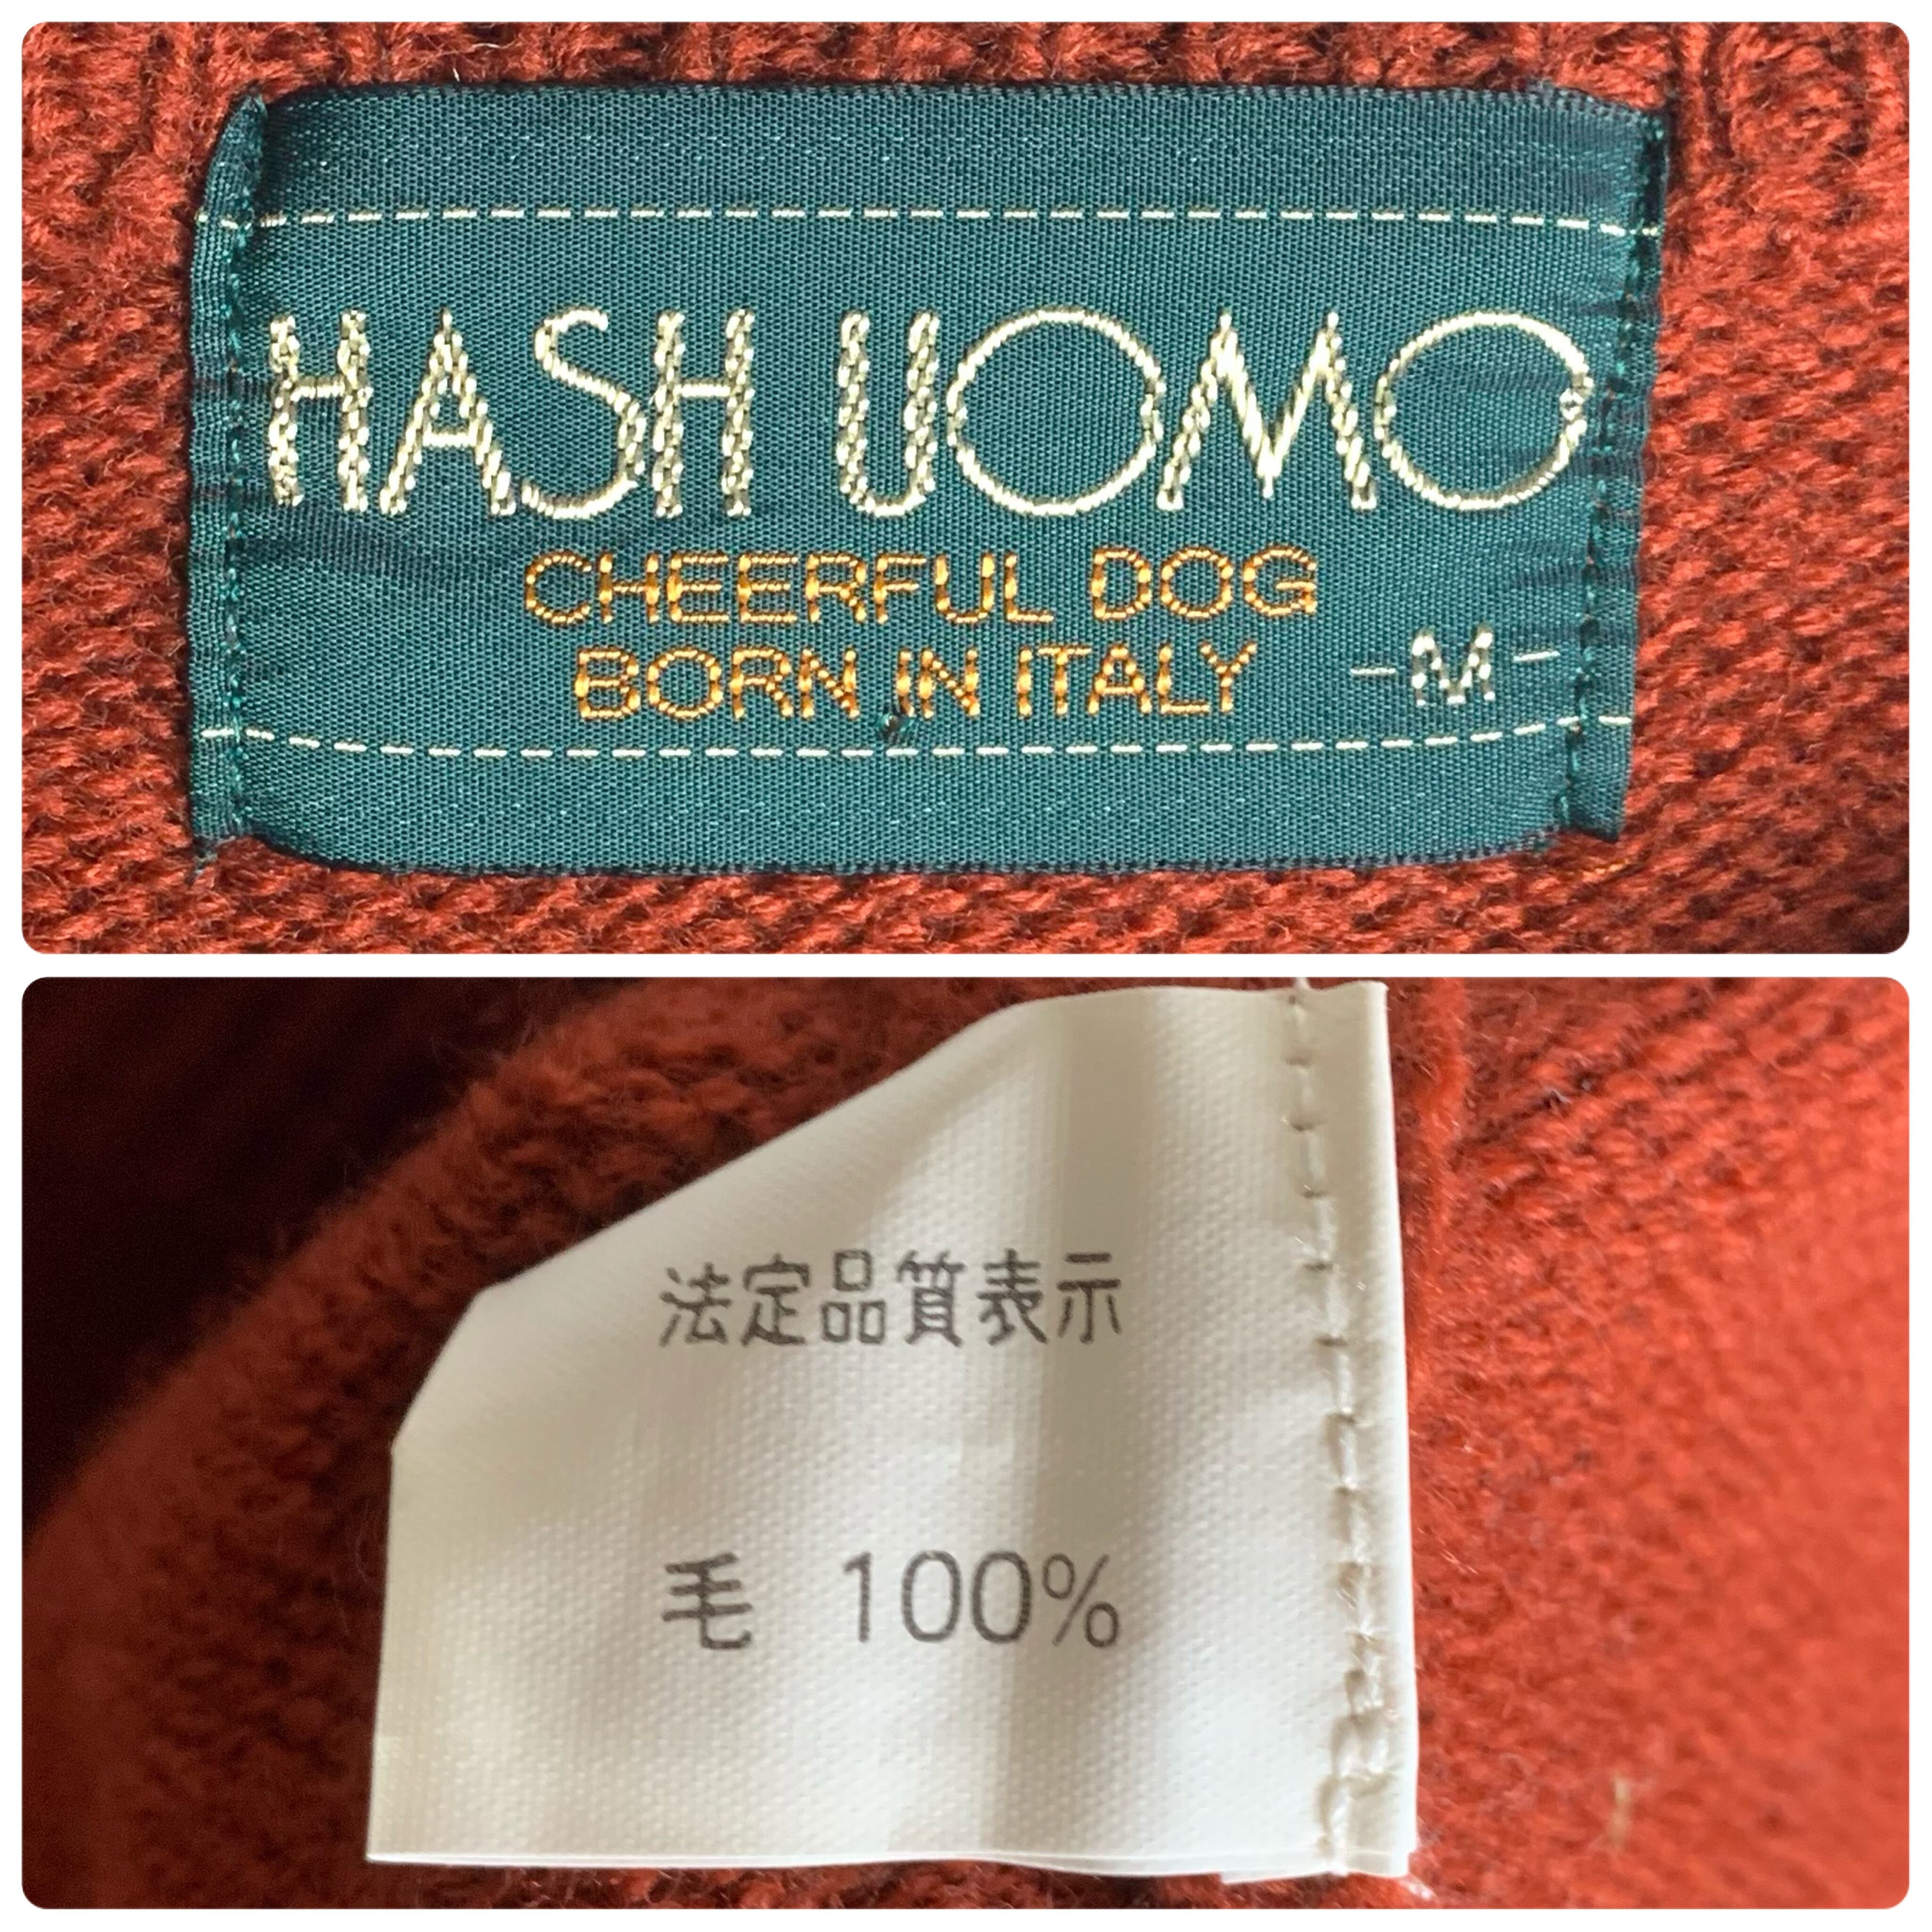 HASH UOMO
CHEERFUL DOG
BORN IN ITALY -M-
法定品質表示
毛 100%